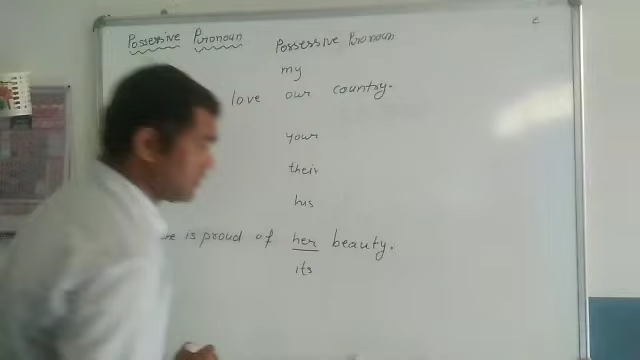 Possessive Pronoun Possessive Pronoun
my
love our country.
your
their
his
is proud of her beauty.
its